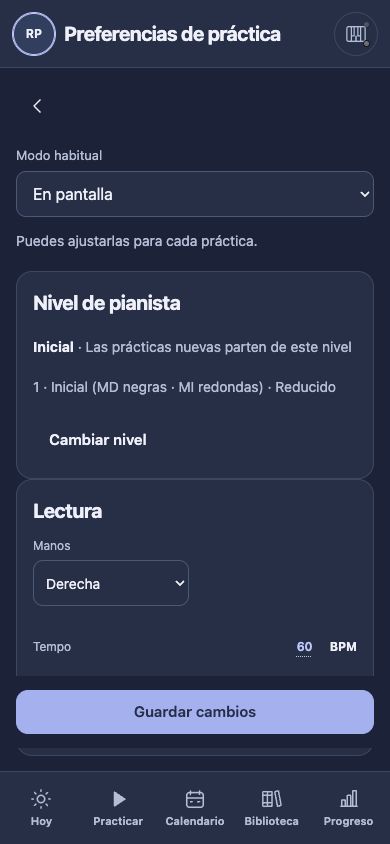 RP
Preferencias de práctica
Modo habitual
En pantalla
Puedes ajustarlas para cada práctica.
Nivel de pianista
Inicial · Las prácticas nuevas parten de este nivel
1 · Inicial (MD negras · MI redondas) · Reducido
Cambiar nivel
Lectura
Manos
Derecha
Tempo 60 BPM
Guardar cambios
Hoy Practicar Calendario Biblioteca Progreso